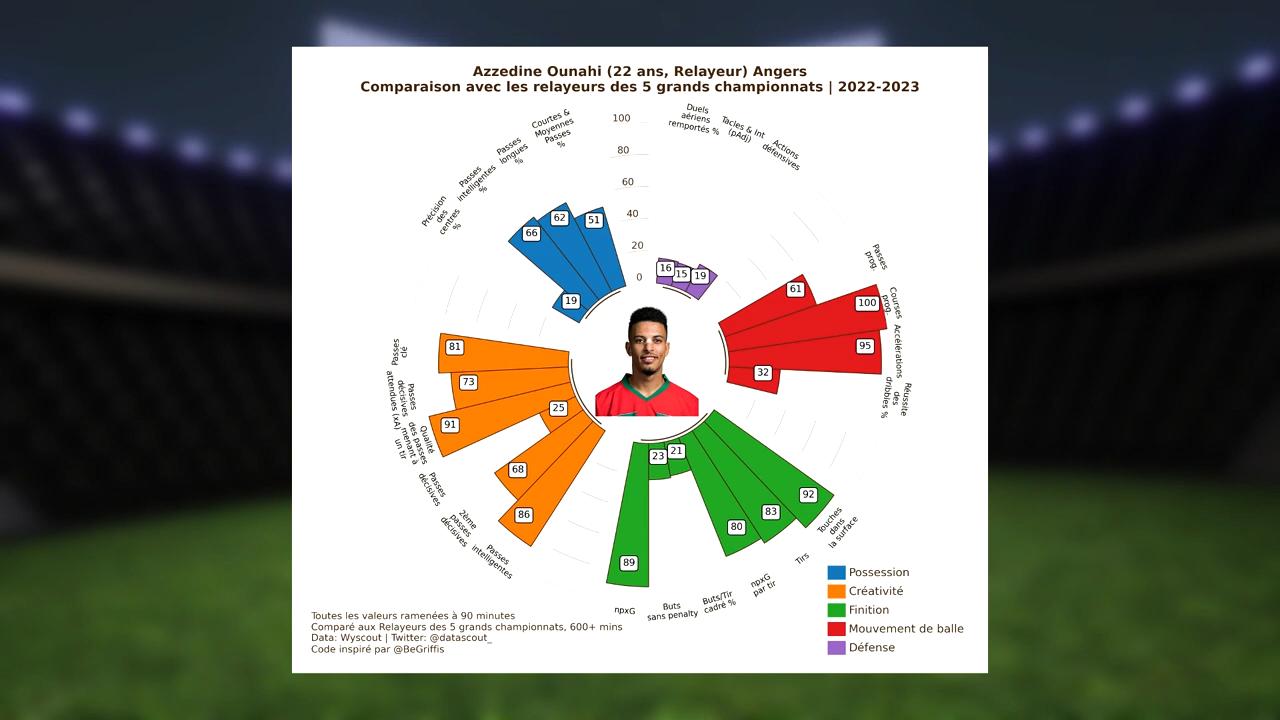 Azzedine Ounahi (22 ans, Relayeur) Angers
Comparaison avec les relayeurs des 5 grands championnats | 2022-2023
100
80
60
40
20
0
Duels
aériens
remportés %
Tacles & Int
(pAdj)
Actions
défensives
16
15
19
Passes
prog.
Courses
prog.
Accélérations
Réussite
des
dribbles %
61
100
95
32
Touches
dans
la surface
Tirs
npxG
par tir
Buts/Tir
cadré %
Buts
sans penalty
npxG
92
83
80
21
23
89
Passes
intelligentes
2ème
passes
décisives
Passes
décisives
Qualité
des passes
menant à
un tir
Passes
décisives
attendues (xA)
Passes
clé
86
68
25
91
73
81
Précision
des
centres
%
Passes
intelligentes
%
Passes
longues
%
Courtes &
Moyennes
Passes
%
19
66
62
51
Possession
Créativité
Finition
Mouvement de balle
Défense
Toutes les valeurs ramenées à 90 minutes
Comparé aux Relayeurs des 5 grands championnats, 600+ mins
Data: Wyscout | Twitter: @datascout_
Code inspiré par @BeGriffis